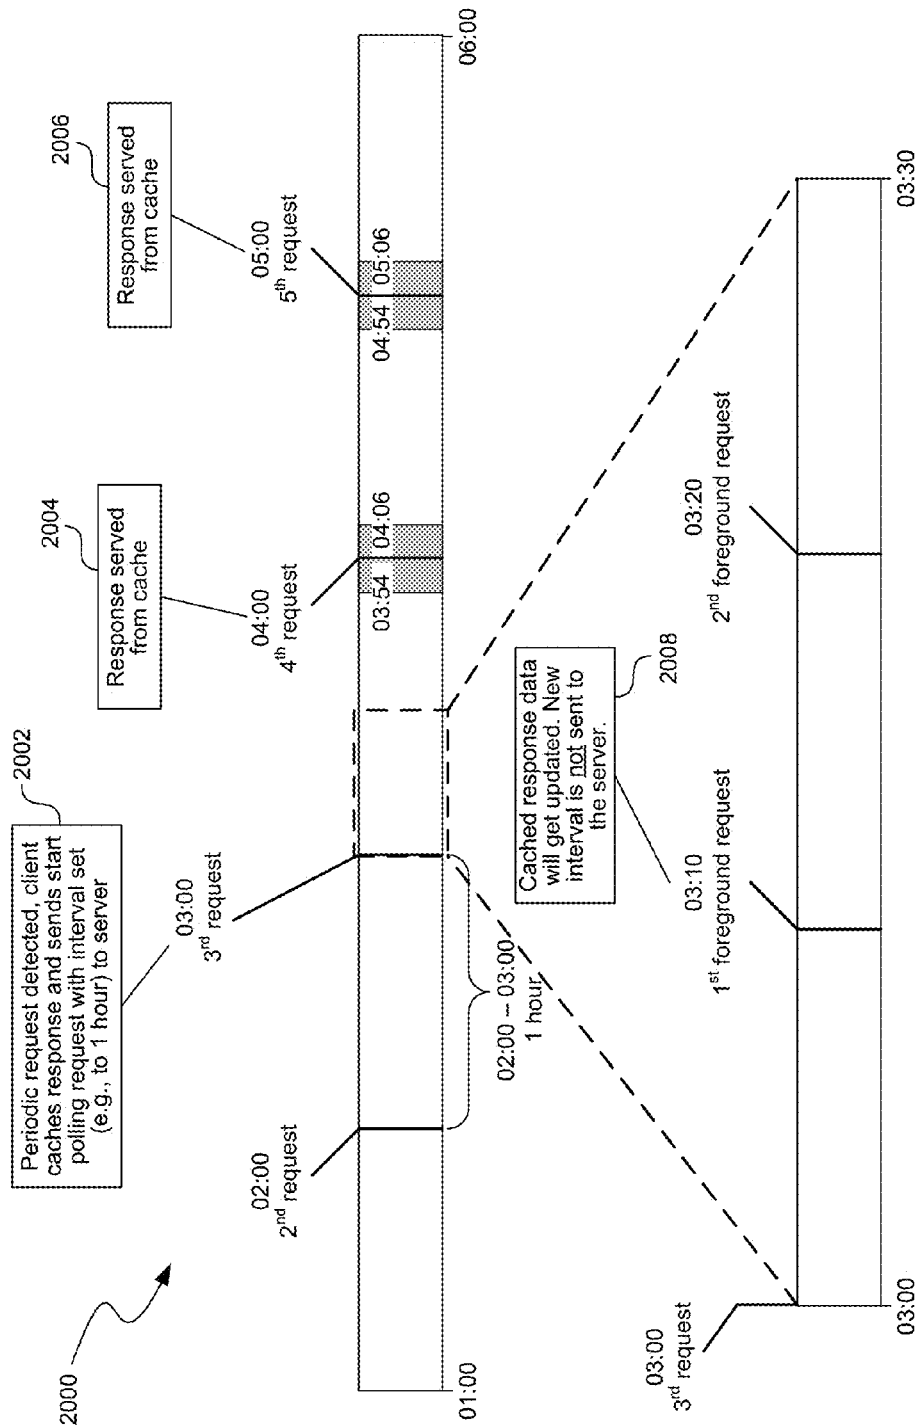 2000
2002
Periodic request detected, client
caches response and sends start
polling request with interval set
(e.g., to 1 hour) to server
2004
Response served
from cache
2006
Response served
from cache
02:00
2nd request
03:00
3rd request
04:00
4th request
05:00
5th request
03:54
04:06
04:54
05:06
01:00
06:00
02:00 – 03:00
1 hour
Cached response data
will get updated. New
interval is not sent to
the server.
2008
03:00
3rd request
03:10
1st foreground request
03:20
2nd foreground request
03:00
03:30